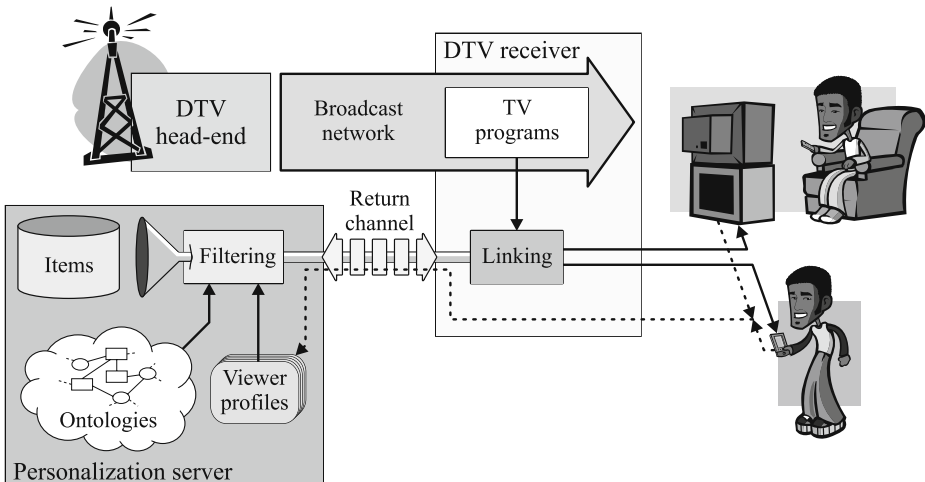 DTV receiver
DTV
head-end
Broadcast
network
TV
programs
Return
channel
Items
Filtering
Linking
Ontologies
Viewer
profiles
Personalization server